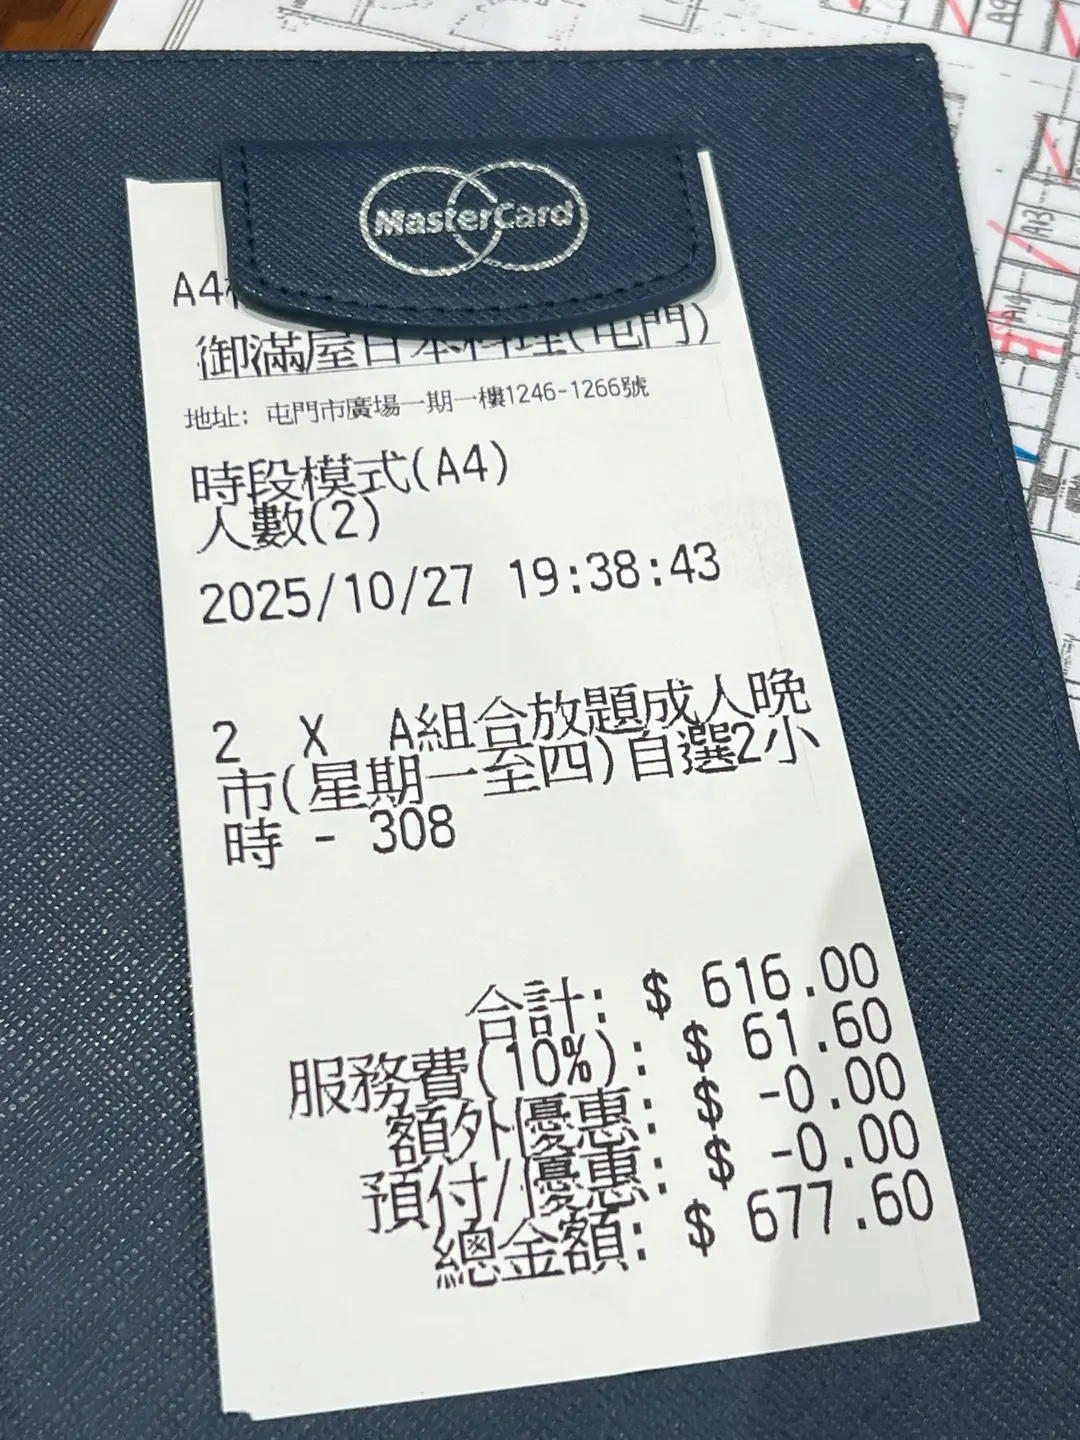 MasterCard
A4
御滿屋日本料理(屯門)
地址: 屯門市廣場一期一樓1246-1266號
時段模式(A4)
人數(2)
2025/10/27 19:38:43
2 X A組合放題成人晚
市(星期一至四)自選2小
時 - 308
合計: $ 616.00
服務費(10%): $ 61.60
額外優惠: $ -0.00
預付/優惠: $ -0.00
總金額: $ 677.60
A3